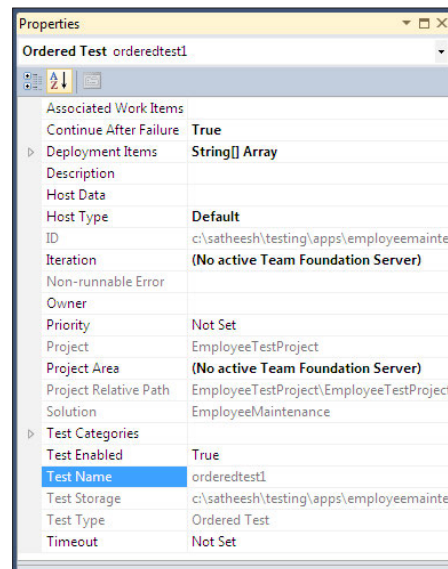 Properties
Ordered Test orderedtest1
Associated Work Items
Continue After Failure True
Deployment Items String[] Array
Description
Host Data
Host Type Default
ID c:\satheesh\testing\apps\employeemainte
Iteration (No active Team Foundation Server)
Non-runnable Error
Owner
Priority Not Set
Project EmployeeTestProject
Project Area (No active Team Foundation Server)
Project Relative Path EmployeeTestProject\EmployeeTestProject
Solution EmployeeMaintenance
Test Categories
Test Enabled True
Test Name orderedtest1
Test Storage c:\satheesh\testing\apps\employeemainte
Test Type Ordered Test
Timeout Not Set